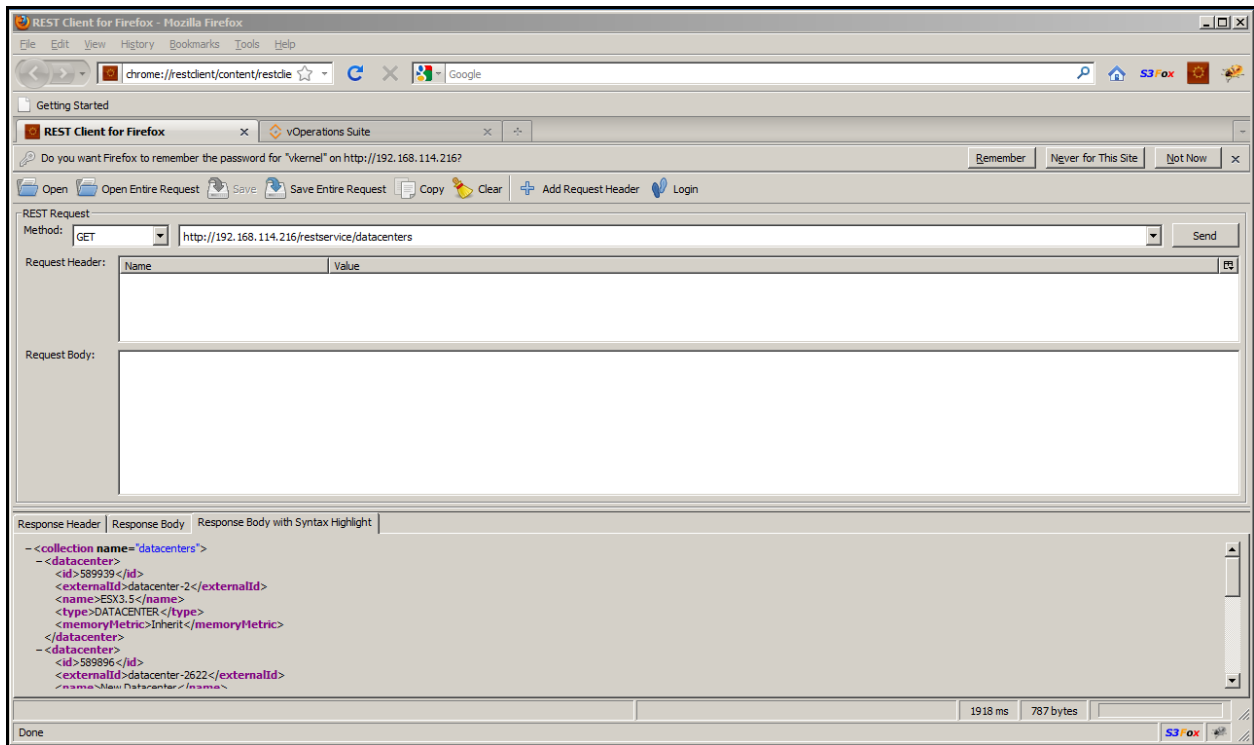 REST Client for Firefox - Mozilla Firefox
File Edit View History Bookmarks Tools Help
chrome://restclient/content/restclie Google S3Fox
Getting Started
REST Client for Firefox vOperations Suite
Do you want Firefox to remember the password for "vkernel" on http://192.168.114.216? Remember Never for This Site Not Now
Open Open Entire Request Save Save Entire Request Copy Clear Add Request Header Login
REST Request
Method: GET http://192.168.114.216/restservice/datacenters Send
Request Header: Name Value
Request Body:
Response Header Response Body Response Body with Syntax Highlight
−<collection name="datacenters">
−<datacenter>
<id>589939</id>
<externalId>datacenter-2</externalId>
<name>ESX3.5</name>
<type>DATACENTER</type>
<memoryMetric>Inherit</memoryMetric>
</datacenter>
−<datacenter>
<id>589896</id>
<externalId>datacenter-2622</externalId>
<name>New Datacenter</name>
1918 ms 787 bytes
Done S3Fox